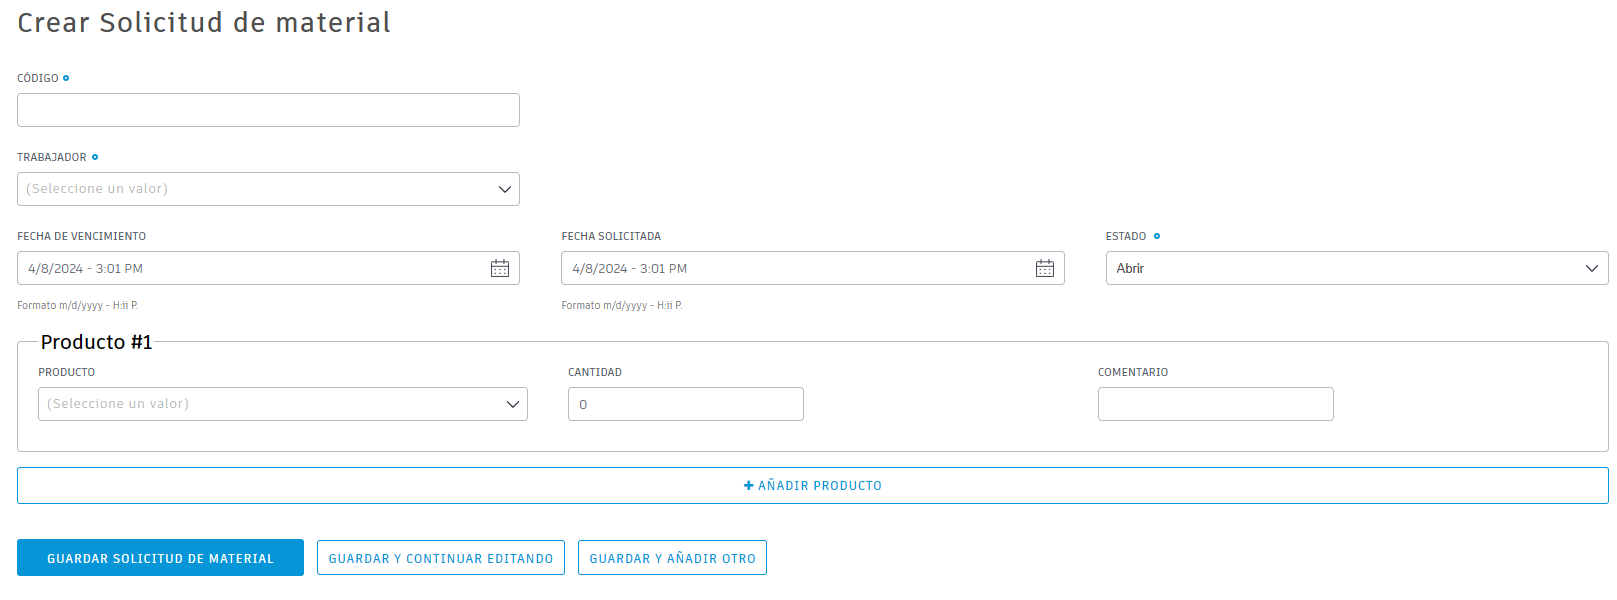 Crear Solicitud de material
CÓDIGO
TRABAJADOR
(Seleccione un valor)
FECHA DE VENCIMIENTO
FECHA SOLICITADA
ESTADO
4/8/2024 - 3:01 PM
4/8/2024 - 3:01 PM
Abrir
Formato m/d/yyyy - H:ii P.
Formato m/d/yyyy - H:ii P.
Producto #1
PRODUCTO
CANTIDAD
COMENTARIO
(Seleccione un valor)
0
+ AÑADIR PRODUCTO
GUARDAR SOLICITUD DE MATERIAL
GUARDAR Y CONTINUAR EDITANDO
GUARDAR Y AÑADIR OTRO